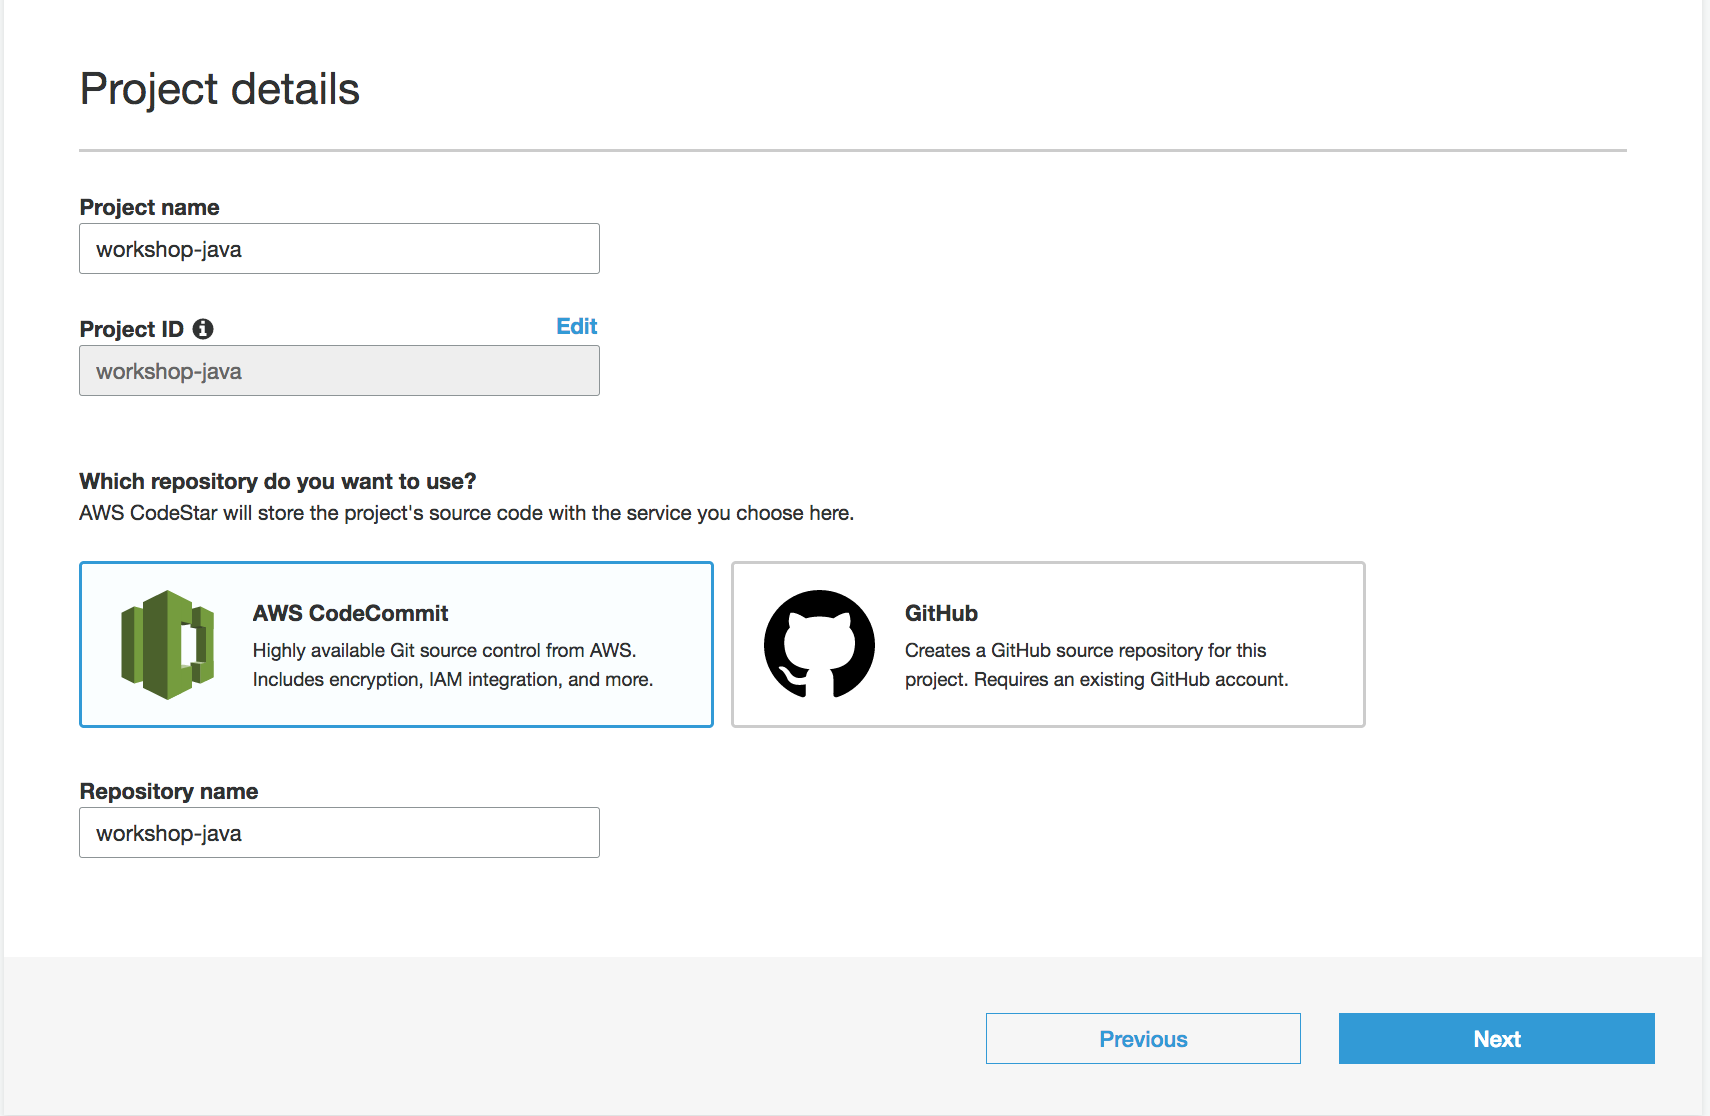 Project details
Project name
workshop-java
Project ID
Edit
workshop-java
Which repository do you want to use?
AWS CodeStar will store the project's source code with the service you choose here.
AWS CodeCommit
Highly available Git source control from AWS.
Includes encryption, IAM integration, and more.
GitHub
Creates a GitHub source repository for this
project. Requires an existing GitHub account.
Repository name
workshop-java
Previous
Next